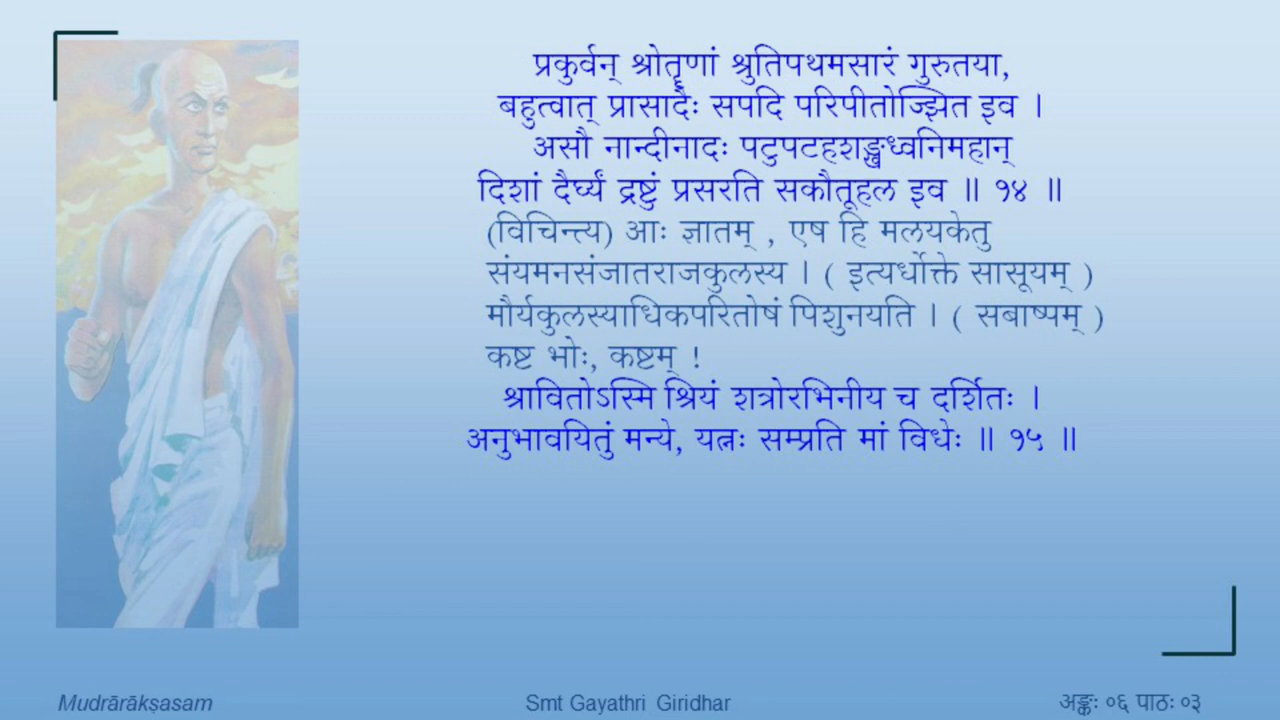 प्रकुर्वन् श्रोतॄणां श्रुतिपथमसारं गुरुतया,
बहुत्वात् प्रासादैः सपदि परिपीतोज्झित इव ।
असौ नान्दीनादः पटुपटहशङ्खध्वनिमहान्
दिशां दैर्घ्यं द्रष्टुं प्रसरति सकौतूहल इव ॥ १४ ॥
(विचिन्त्य) आः ज्ञातम् , एष हि मलयकेतु
संयमनसंजातराजकुलस्य । ( इत्यर्धोक्ते सासूयम् )
मौर्यकुलस्याधिकपरितोषं पिशुनयति । ( सबाष्पम् )
कष्ट भोः, कष्टम् !
श्रावितोऽस्मि श्रियं शत्रोरभिनीय च दर्शितः ।
अनुभावयितुं मन्ये, यत्नः सम्प्रति मां विधेः ॥ १५ ॥
Mudrārākṣasam
Smt Gayathri Giridhar
अङ्कः ०६ पाठः ०३